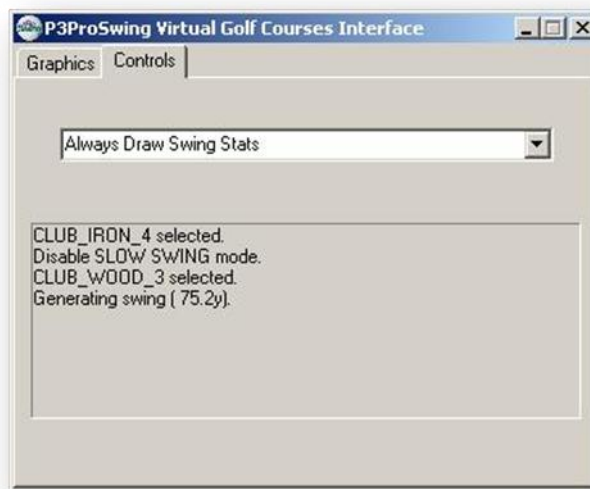 P3ProSwing Virtual Golf Courses Interface
Graphics Controls
Always Draw Swing Stats
CLUB_IRON_4 selected.
Disable SLOW SWING mode.
CLUB_WOOD_3 selected.
Generating swing ( 75.2y).